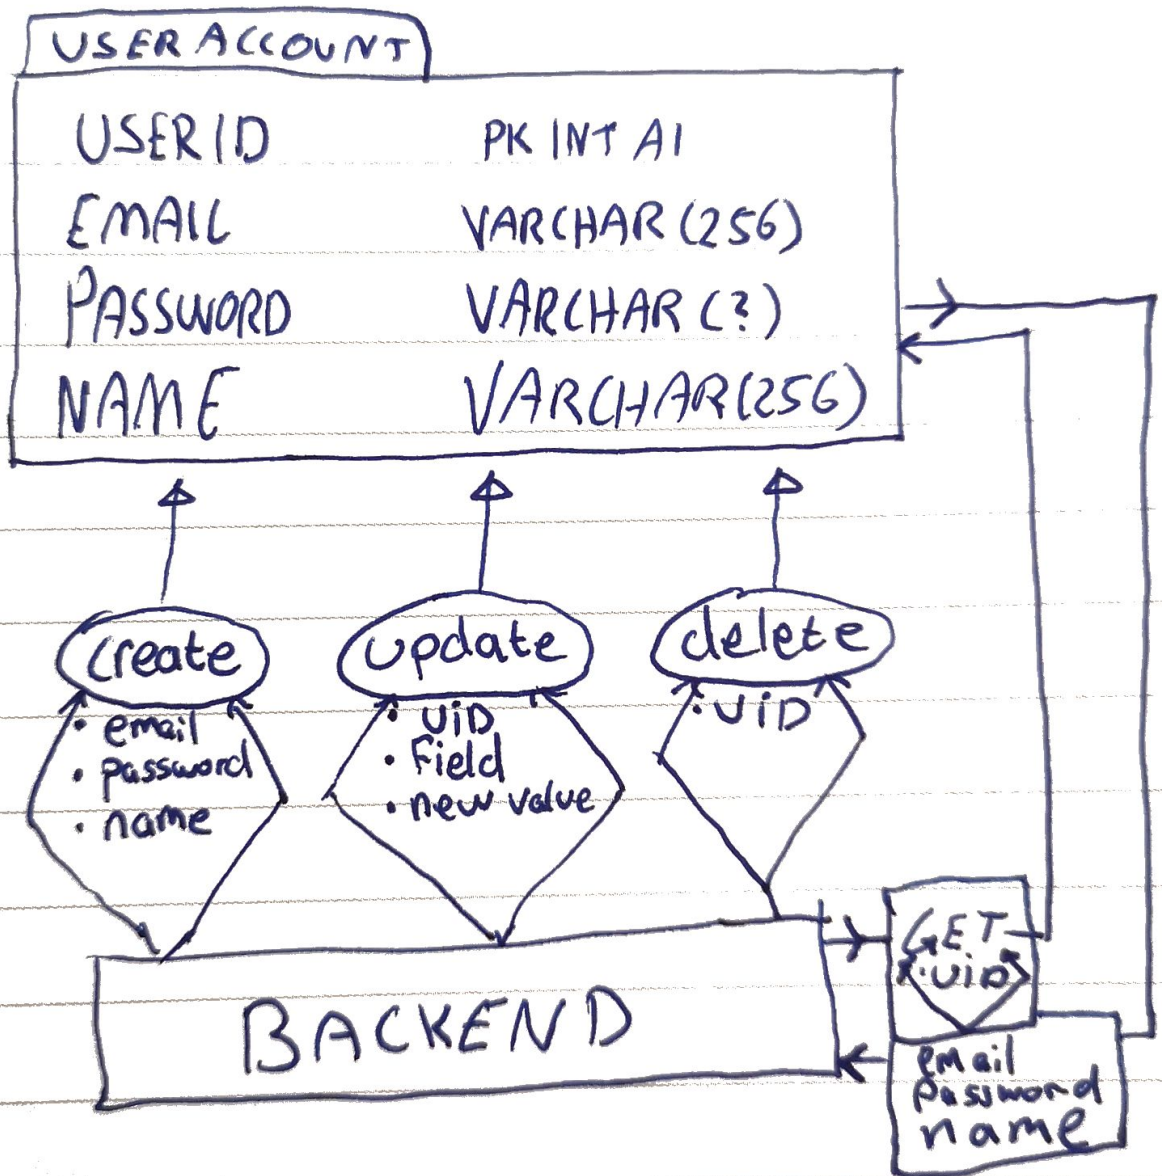 USER ACCOUNT
USERID PK INT AI
EMAIL VARCHAR(256)
PASSWORD VARCHAR(?)
NAME VARCHAR(256)
create
• email
• password
• name
update
• UiD
• Field
• new value
delete
• UiD
BACKEND
GET
• UiD
email
password
name